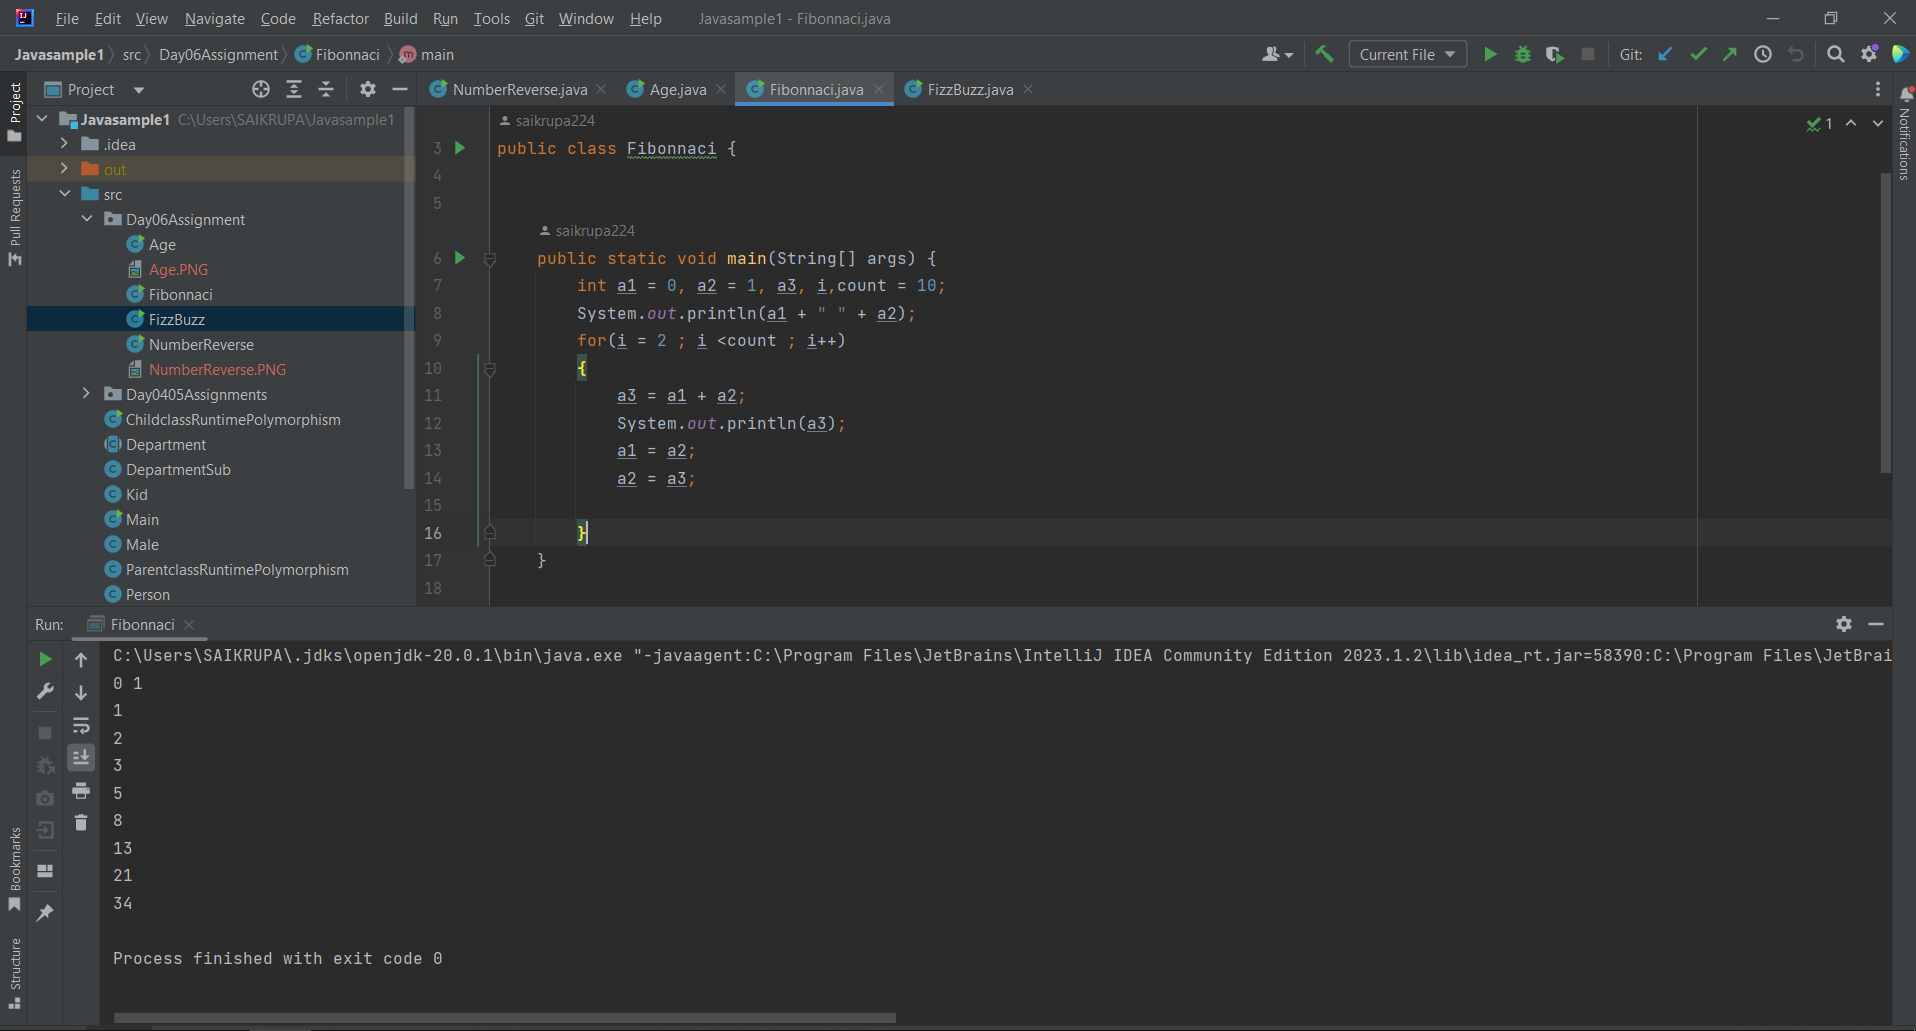 File Edit View Navigate Code Refactor Build Run Tools Git Window Help Javasample1 - Fibonnaci.java
Javasample1 src Day06Assignment Fibonnaci main Current File Git:
Project Project NumberReverse.java Age.java Fibonnaci.java FizzBuzz.java
Pull Requests
Notifications
Javasample1 C:\Users\SAIKRUPA\Javasample1
.idea
out
src
Day06Assignment
Age
Age.PNG
Fibonnaci
FizzBuzz
NumberReverse
NumberReverse.PNG
Day0405Assignments
ChildclassRuntimePolymorphism
Department
DepartmentSub
Kid
Main
Male
ParentclassRuntimePolymorphism
Person
saikrupa224
1
3 public class Fibonnaci {
4
5
saikrupa224
6 public static void main(String[] args) {
7 int a1 = 0, a2 = 1, a3, i,count = 10;
8 System.out.println(a1 + " " + a2);
9 for(i = 2 ; i <count ; i++)
10 {
11 a3 = a1 + a2;
12 System.out.println(a3);
13 a1 = a2;
14 a2 = a3;
15
16 }
17 }
18
Run: Fibonnaci
C:\Users\SAIKRUPA\.jdks\openjdk-20.0.1\bin\java.exe "-javaagent:C:\Program Files\JetBrains\IntelliJ IDEA Community Edition 2023.1.2\lib\idea_rt.jar=58390:C:\Program Files\JetBrai
0 1
1
2
3
5
8
13
21
34
Process finished with exit code 0
Bookmarks
Structure